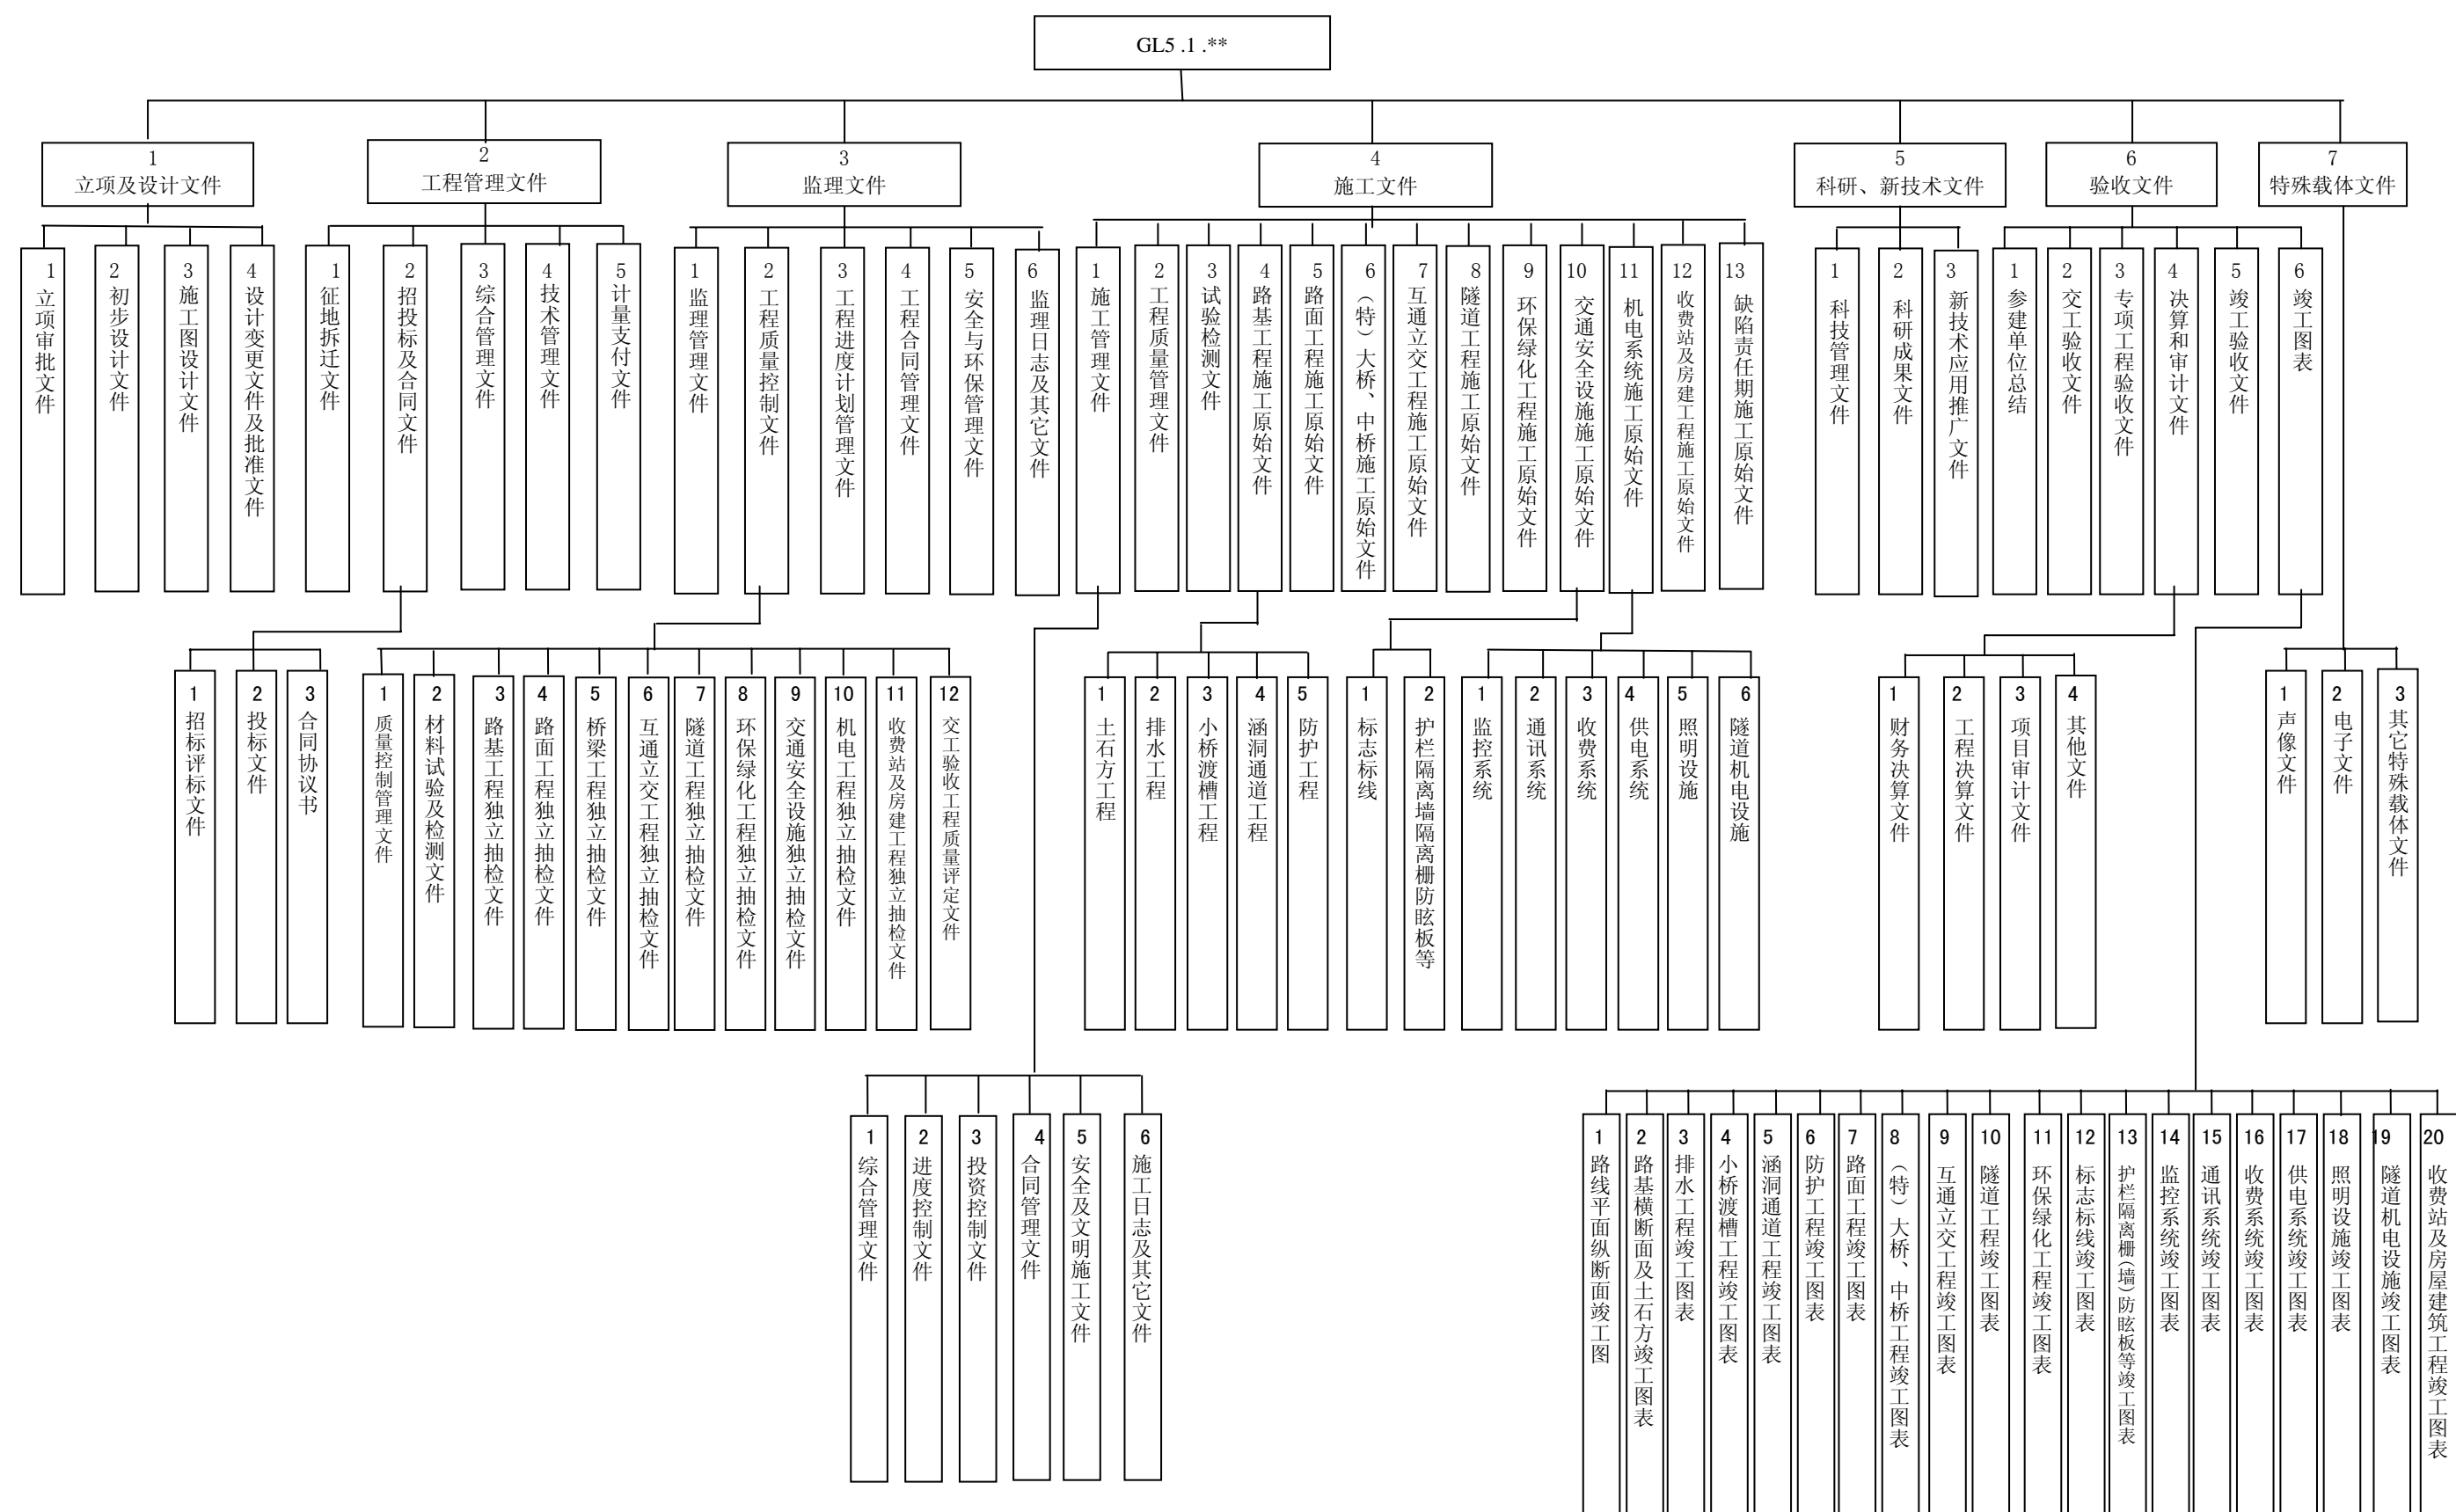 GL5 .1 .**
1
立项及设计文件
2
工程管理文件
3
监理文件
4
施工文件
5
科研、新技术文件
6
验收文件
7
特殊载体文件
1
立项审批文件
2
初步设计文件
3
施工图设计文件
4
设计变更文件及批准文件
1
征地拆迁文件
2
招投标及合同文件
3
综合管理文件
4
技术管理文件
5
计量支付文件
1
监理管理文件
2
工程质量控制文件
3
工程进度计划管理文件
4
工程合同管理文件
5
安全与环保管理文件
6
监理日志及其它文件
1
施工管理文件
2
工程质量管理文件
3
试验检测文件
4
路基工程施工原始文件
5
路面工程施工原始文件
6
（特）大桥、中桥施工原始文件
7
互通立交工程施工原始文件
8
隧道工程施工原始文件
9
环保绿化工程施工原始文件
10
交通安全设施施工原始文件
11
机电系统施工原始文件
12
收费站及房建工程施工原始文件
13
缺陷责任期施工原始文件
1
科技管理文件
2
科研成果文件
3
新技术应用推广文件
1
参建单位总结
2
交工验收文件
3
专项工程验收文件
4
决算和审计文件
5
竣工验收文件
6
竣工图表
1
招标评标文件
2
投标文件
3
合同协议书
1
质量控制管理文件
2
材料试验及检测文件
3
路基工程独立抽检文件
4
路面工程独立抽检文件
5
桥梁工程独立抽检文件
6
互通立交工程独立抽检文件
7
隧道工程独立抽检文件
8
环保绿化工程独立抽检文件
9
交通安全设施独立抽检文件
10
机电工程独立抽检文件
11
收费站及房建工程独立抽检文件
12
交工验收工程质量评定文件
1
土石方工程
2
排水工程
3
小桥渡槽工程
4
涵洞通道工程
5
防护工程
1
标志标线
2
护栏隔离墙隔离栅防眩板等
1
监控系统
2
通讯系统
3
收费系统
4
供电系统
5
照明设施
6
隧道机电设施
1
财务决算文件
2
工程决算文件
3
项目审计文件
4
其他文件
1
声像文件
2
电子文件
3
其它特殊载体文件
1
综合管理文件
2
进度控制文件
3
投资控制文件
4
合同管理文件
5
安全及文明施工文件
6
施工日志及其它文件
1
路线平面纵断面竣工图
2
路基横断面及土石方竣工图表
3
排水工程竣工图表
4
小桥渡槽工程竣工图表
5
涵洞通道工程竣工图表
6
防护工程竣工图表
7
路面工程竣工图表
8
（特）大桥、中桥工程竣工图表
9
互通立交工程竣工图表
10
隧道工程竣工图表
11
环保绿化工程竣工图表
12
标志标线竣工图表
13
护栏隔离栅（墙）防眩板等竣工图表
14
监控系统竣工图表
15
通讯系统竣工图表
16
收费系统竣工图表
17
供电系统竣工图表
18
照明设施竣工图表
19
隧道机电设施竣工图表
20
收费站及房屋建筑工程竣工图表